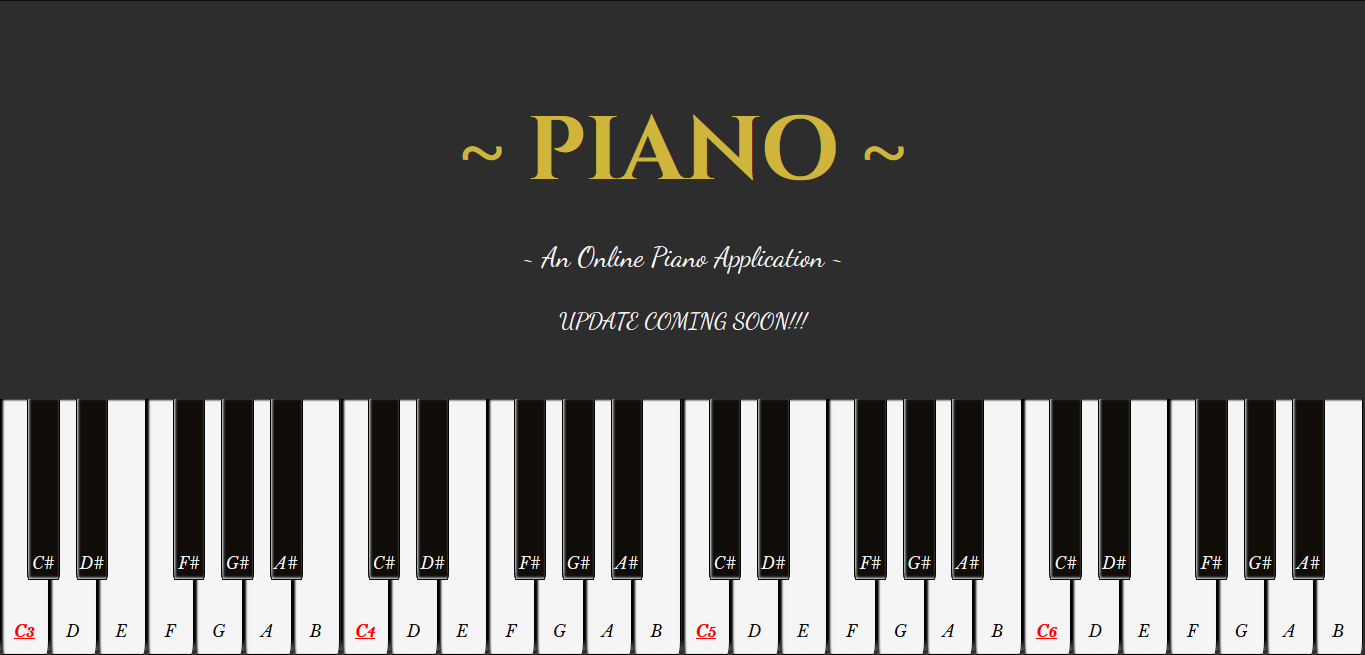 ~ PIANO ~
~ An Online Piano Application ~
UPDATE COMING SOON!!!
C# D# F# G# A# C# D# F# G# A# C# D# F# G# A# C# D# F# G# A#
C3 D E F G A B C4 D E F G A B C5 D E F G A B C6 D E F G A B